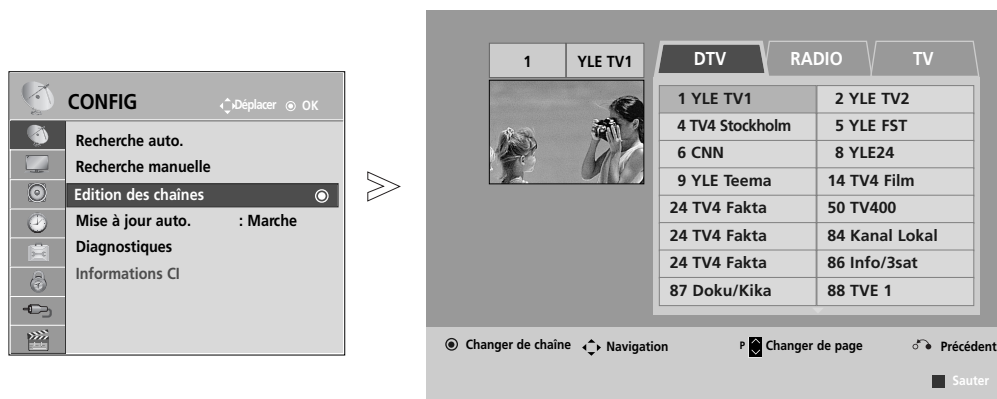 CONFIG
Déplacer OK
Recherche auto.
Recherche manuelle
Edition des chaînes
Mise à jour auto. : Marche
Diagnostiques
Informations CI
1 YLE TV1
DTV RADIO TV
1 YLE TV1 2 YLE TV2
4 TV4 Stockholm 5 YLE FST
6 CNN 8 YLE24
9 YLE Teema 14 TV4 Film
24 TV4 Fakta 50 TV400
24 TV4 Fakta 84 Kanal Lokal
24 TV4 Fakta 86 Info/3sat
87 Doku/Kika 88 TVE 1
Changer de chaîne Navigation P Changer de page Précédent
Sauter